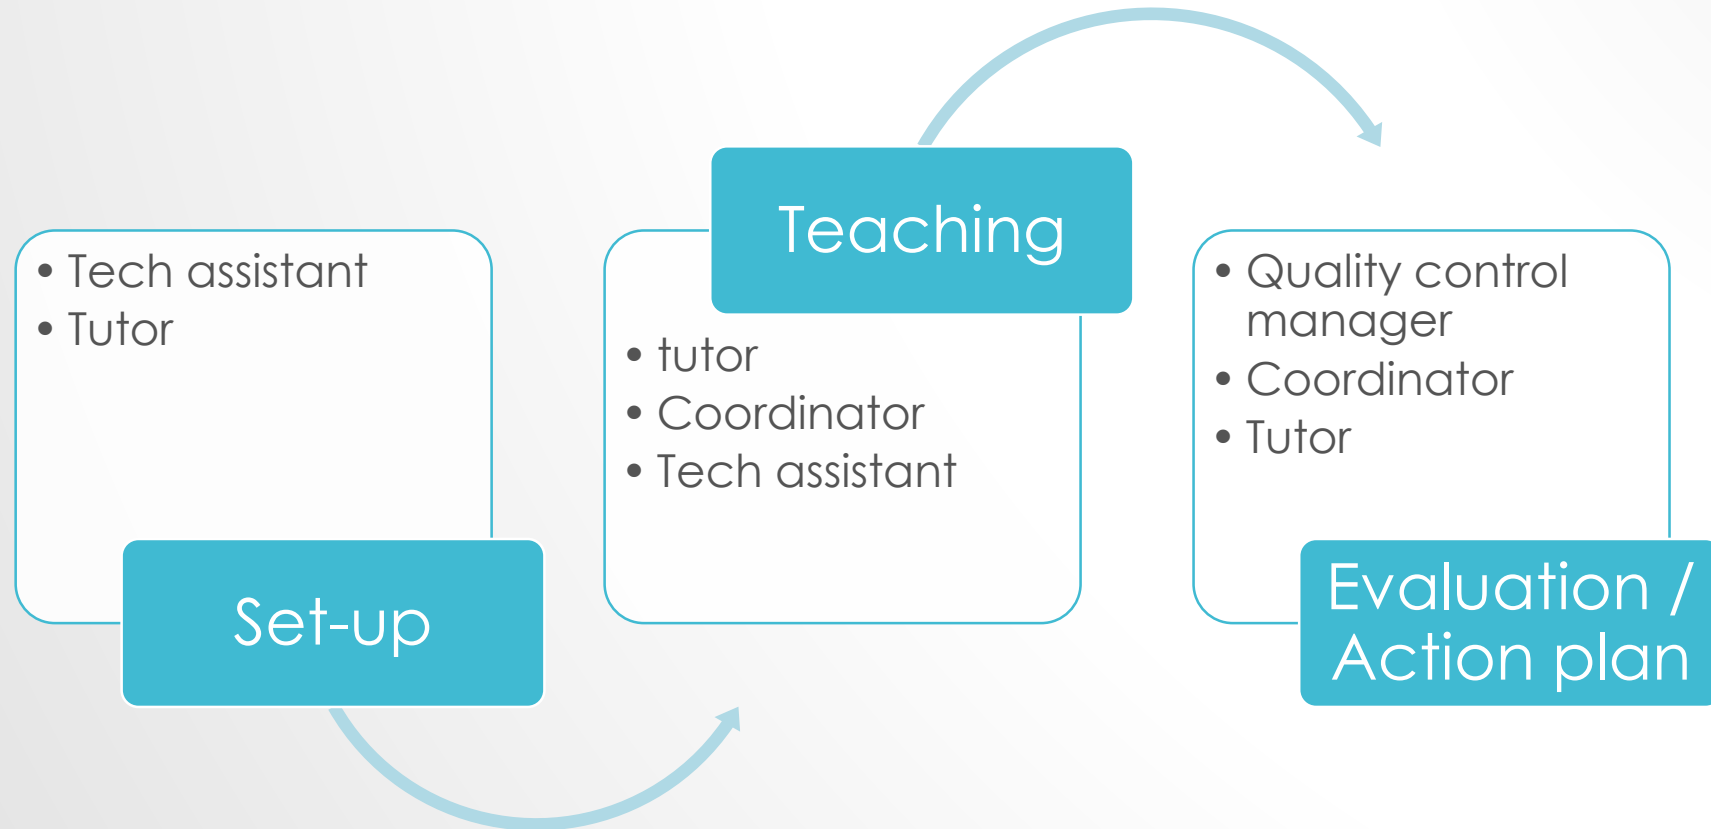 • Tech assistant
• Tutor
Set-up
Teaching
• tutor
• Coordinator
• Tech assistant
• Quality control
manager
• Coordinator
• Tutor
Evaluation /
Action plan